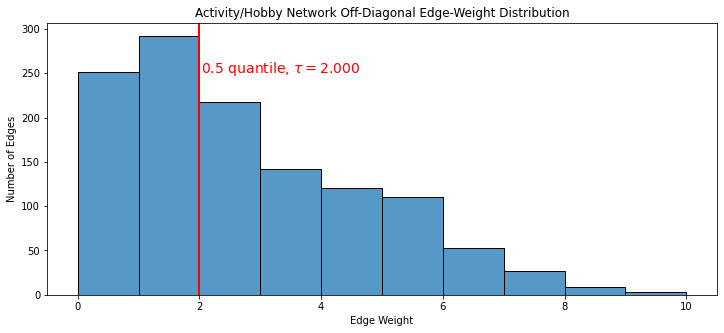 Activity/Hobby Network Off-Diagonal Edge-Weight Distribution
300
250
200
150
100
50
0
Number of Edges
0.5 quantile, τ = 2.000
0 2 4 6 8 10
Edge Weight